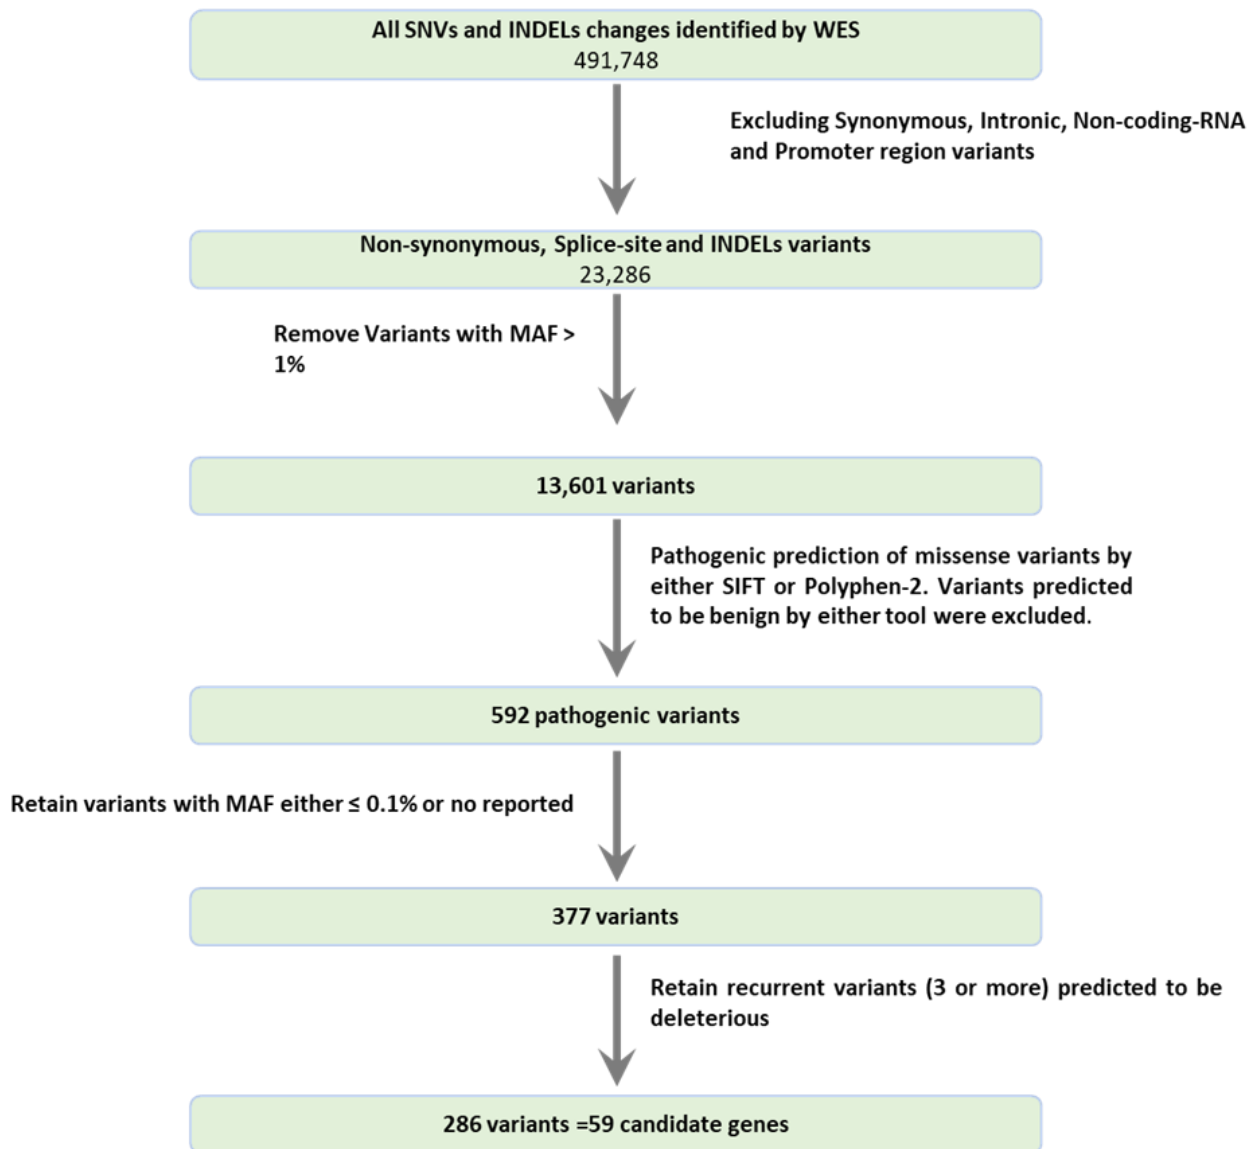 All SNVs and INDELs changes identified by WES
491,748
Excluding Synonymous, Intronic, Non-coding-RNA
and Promoter region variants
Non-synonymous, Splice-site and INDELs variants
23,286
Remove Variants with MAF >
1%
13,601 variants
Pathogenic prediction of missense variants by
either SIFT or Polyphen-2. Variants predicted
to be benign by either tool were excluded.
592 pathogenic variants
Retain variants with MAF either ≤ 0.1% or no reported
377 variants
Retain recurrent variants (3 or more) predicted to be
deleterious
286 variants =59 candidate genes